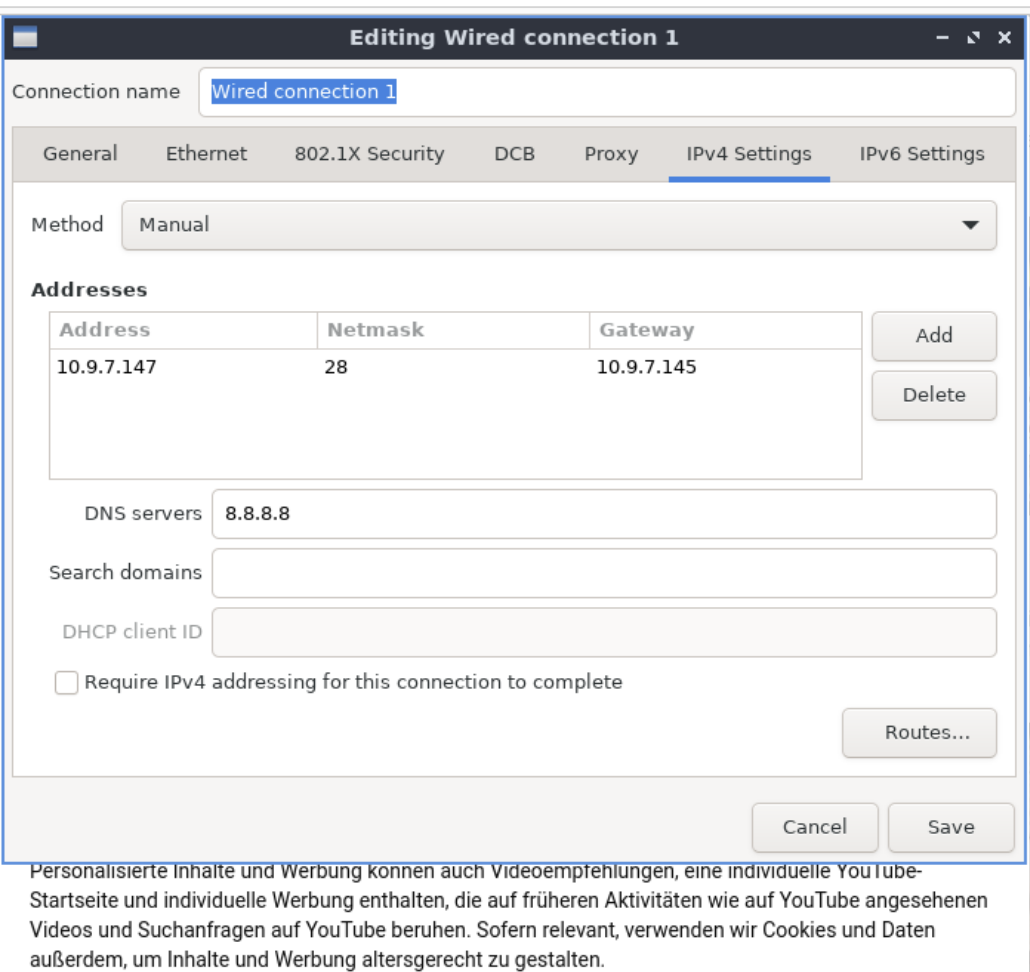 Editing Wired connection 1
Connection name Wired connection 1
General Ethernet 802.1X Security DCB Proxy IPv4 Settings IPv6 Settings
Method Manual
Addresses
Address Netmask Gateway
10.9.7.147 28 10.9.7.145
Add
Delete
DNS servers 8.8.8.8
Search domains
DHCP client ID
Require IPv4 addressing for this connection to complete
Routes...
Cancel Save
Personalisierte Inhalte und Werbung können auch Videoempfehlungen, eine individuelle YouTube-
Startseite und individuelle Werbung enthalten, die auf früheren Aktivitäten wie auf YouTube angesehenen
Videos und Suchanfragen auf YouTube beruhen. Sofern relevant, verwenden wir Cookies und Daten
außerdem, um Inhalte und Werbung altersgerecht zu gestalten.